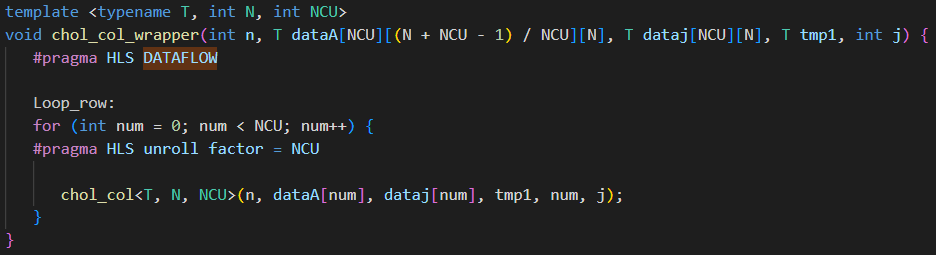 template <typename T, int N, int NCU>
void chol_col_wrapper(int n, T dataA[NCU][(N + NCU - 1) / NCU][N], T dataj[NCU][N], T tmp1, int j) {
#pragma HLS DATAFLOW
Loop_row:
for (int num = 0; num < NCU; num++) {
#pragma HLS unroll factor = NCU
chol_col<T, N, NCU>(n, dataA[num], dataj[num], tmp1, num, j);
}
}